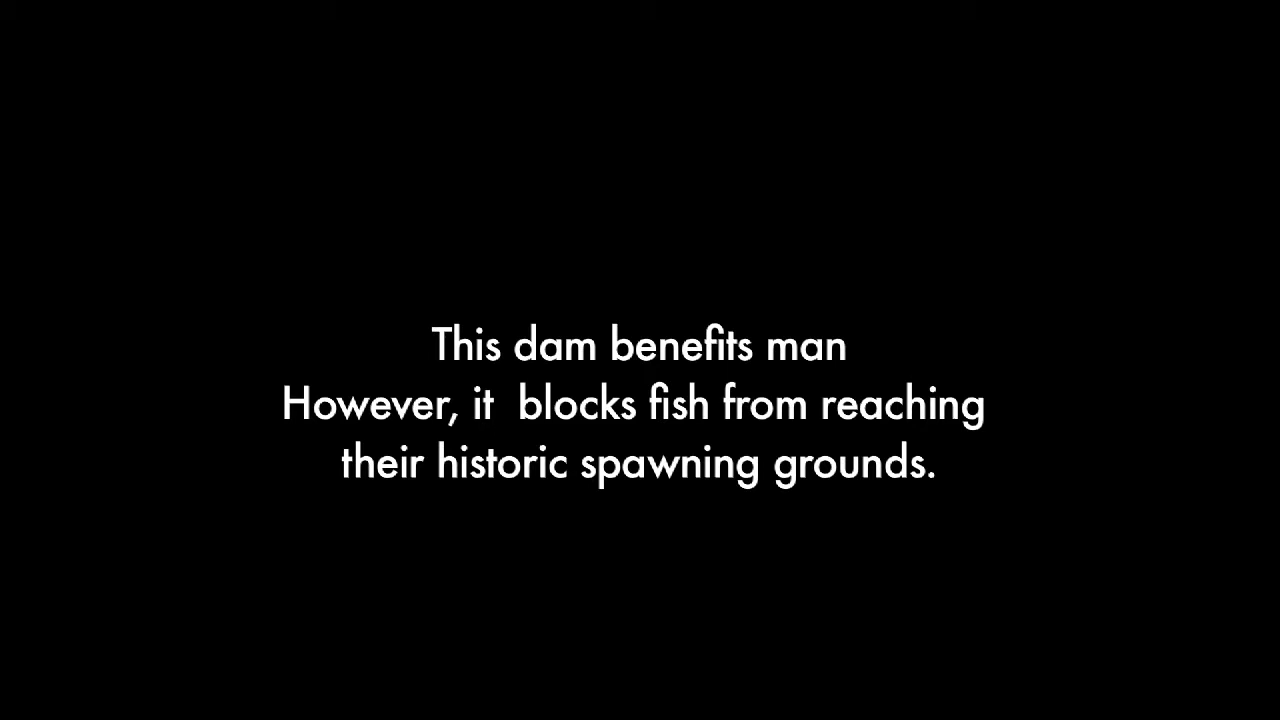 This dam benefits man
However, it  blocks fish from reaching
their historic spawning grounds.